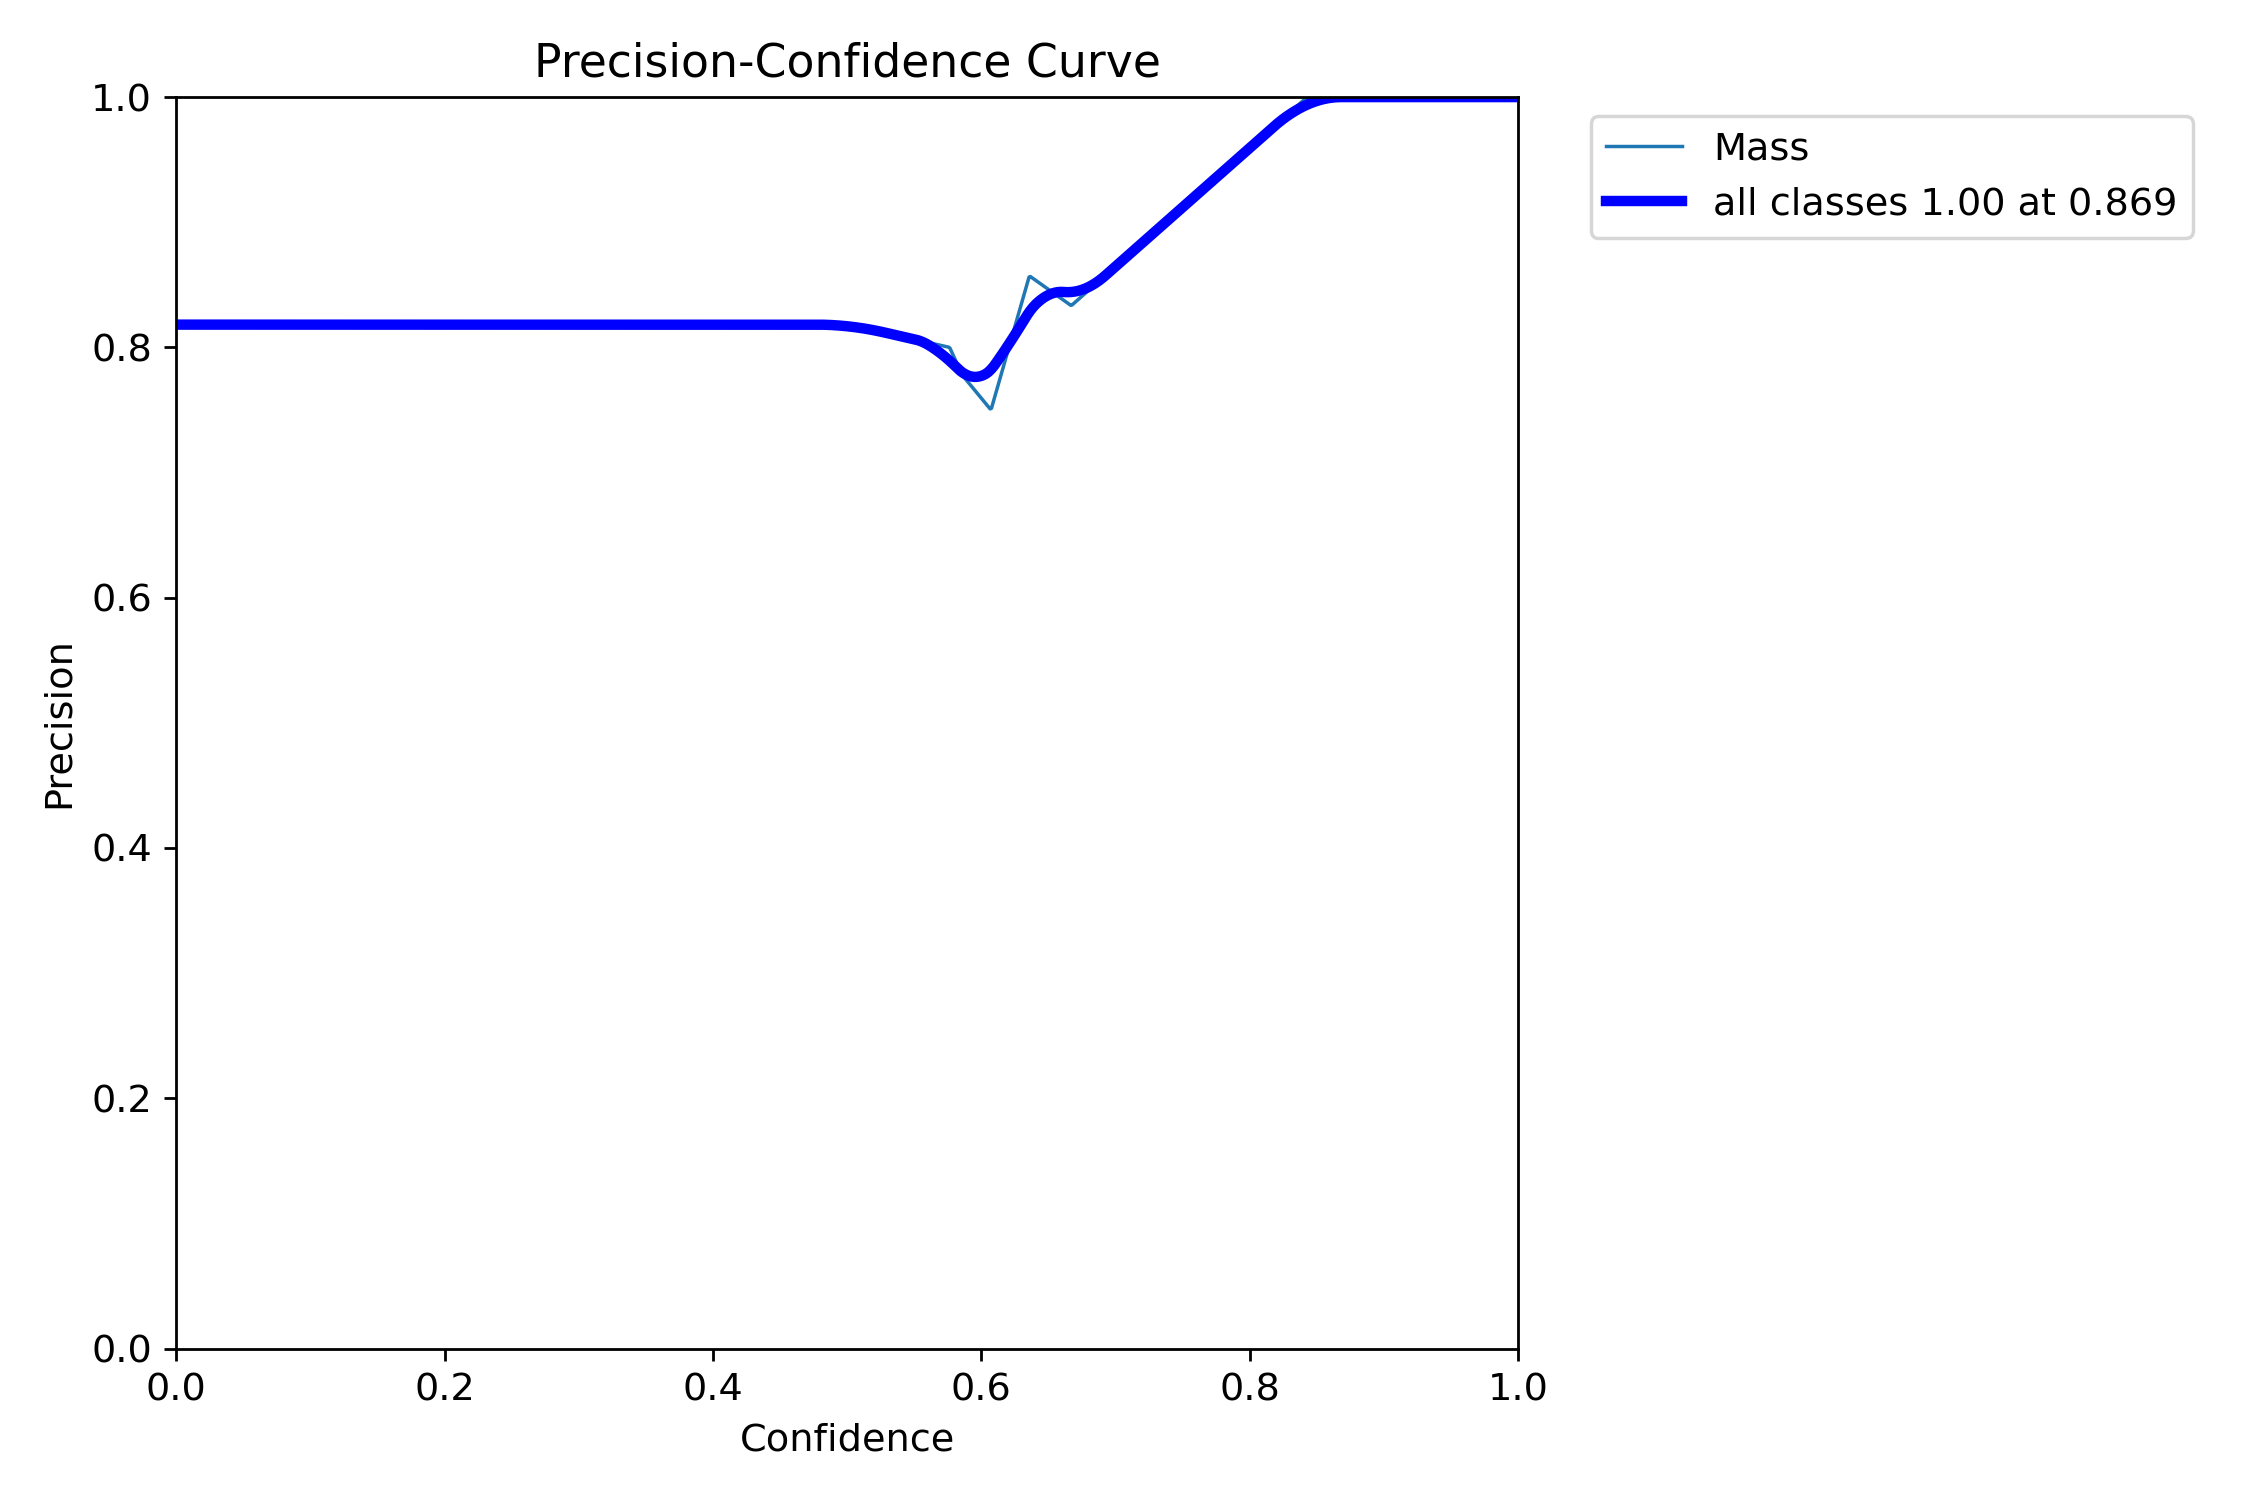 Precision-Confidence Curve
Mass
all classes 1.00 at 0.869
Precision
1.0
0.8
0.6
0.4
0.2
0.0
0.0 0.2 0.4 0.6 0.8 1.0
Confidence